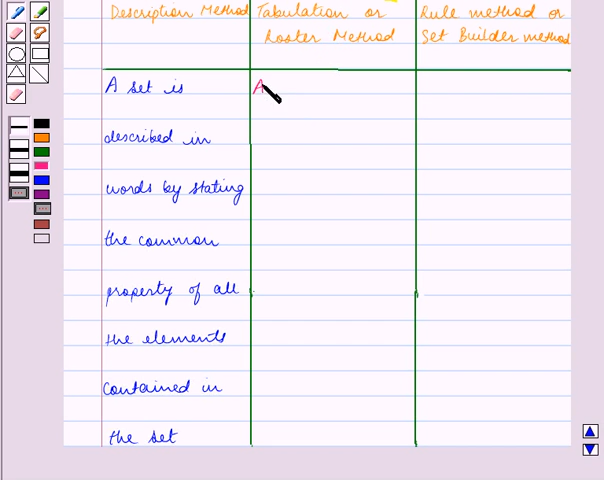 Description Method Tabulation or Rule method or
Roster Method Set Builder method
A set is A
described in
words by stating
the common
property of all
the elements
contained in
the set